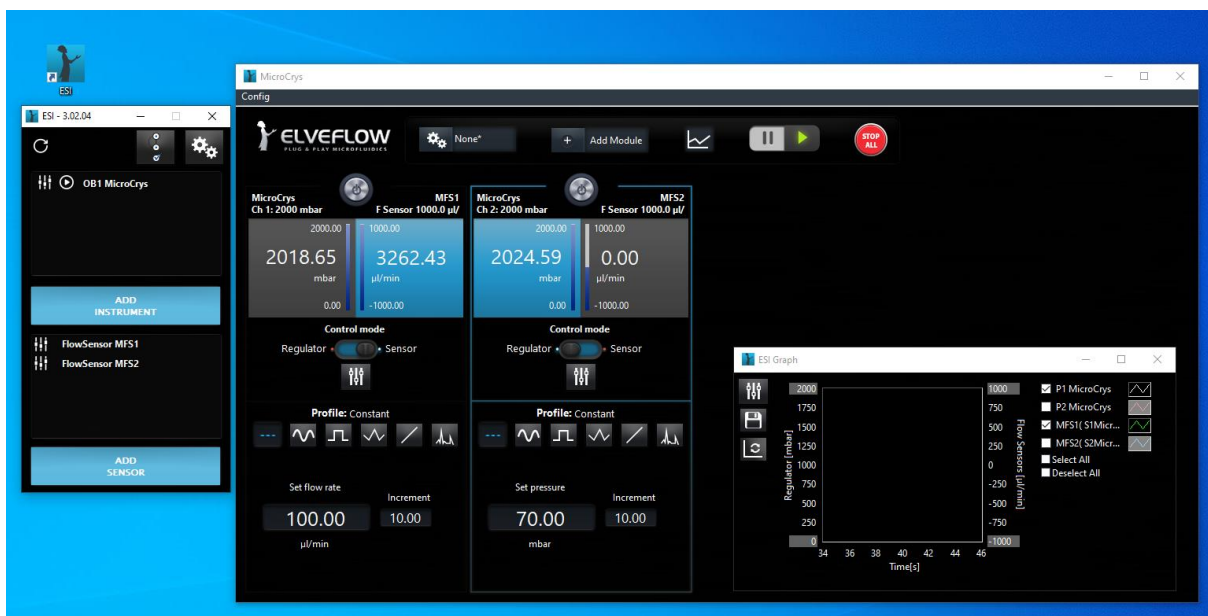 ESI
ESI - 3.02.04
OB1 MicroCrys
ADD
INSTRUMENT
FlowSensor MFS1
FlowSensor MFS2
ADD
SENSOR
MicroCrys
Config
ELVEFLOW
PLUG & PLAY MICROFLUIDICS
None*
+ Add Module
STOP
ALL
MicroCrys MFS1
Ch 1: 2000 mbar F Sensor 1000.0 µl/
2000.00 1000.00
2018.65 3262.43
mbar µl/min
0.00 -1000.00
Control mode
Regulator Sensor
Profile: Constant
Set flow rate
Increment
100.00 10.00
µl/min
MicroCrys MFS2
Ch 2: 2000 mbar F Sensor 1000.0 µl/
2000.00 1000.00
2024.59 0.00
mbar µl/min
0.00 -1000.00
Control mode
Regulator Sensor
Profile: Constant
Set pressure
Increment
70.00 10.00
mbar
ESI Graph
Regulator [mbar]
2000
1750
1500
1250
1000
750
500
250
0
34 36 38 40 42 44 46
Time[s]
1000
750
500
250
0
-250
-500
-750
-1000
Flow Sensors [µl/min]
P1 MicroCrys
P2 MicroCrys
MFS1( S1Micr...
MFS2( S2Micr...
Select All
Deselect All